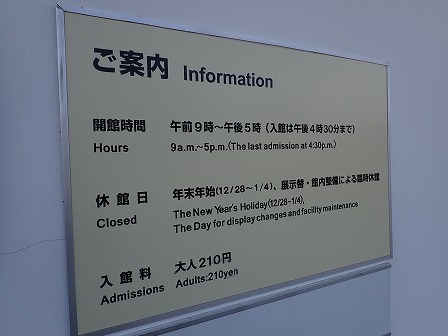 ご案内 Information
開館時間 午前9時～午後5時（入館は午後4時30分まで）
Hours 9a.m.~5p.m.(The last admission at 4:30p.m.)
休館日 年末年始(12/28～1/4)、展示替・館内整備による臨時休館
Closed The New Year's Holiday(12/28-1/4),
The Day for display changes and facility maintenance
入館料 大人210円
Admissions Adults:210yen